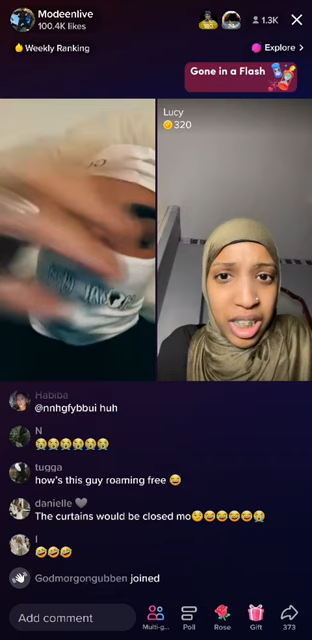 Modeenlive
100.4K likes
1.3K
Weekly Ranking
Explore >
Gone in a Flash
Lucy
320
Habiba
@nnhgfybbui huh
N
😭😭😭😭😭😭
tugga
how's this guy roaming free 😂
danielle 🖤
The curtains would be closed mo😏😂😂😂😂😂😭
I
🤣🤣🤣
Godmorgongubben joined
Add comment
Multi-g...
Poll
Rose
Gift
373